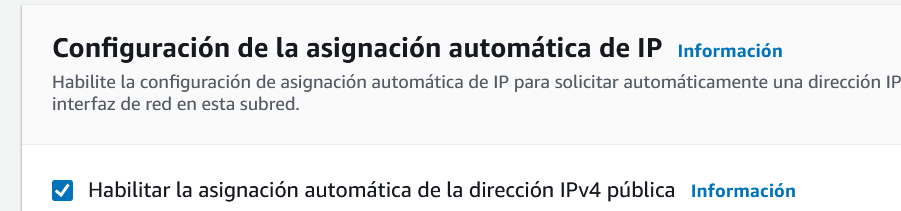 Configuración de la asignación automática de IP Información
Habilite la configuración de asignación automática de IP para solicitar automáticamente una dirección IP
interfaz de red en esta subred.
Habilitar la asignación automática de la dirección IPv4 pública Información